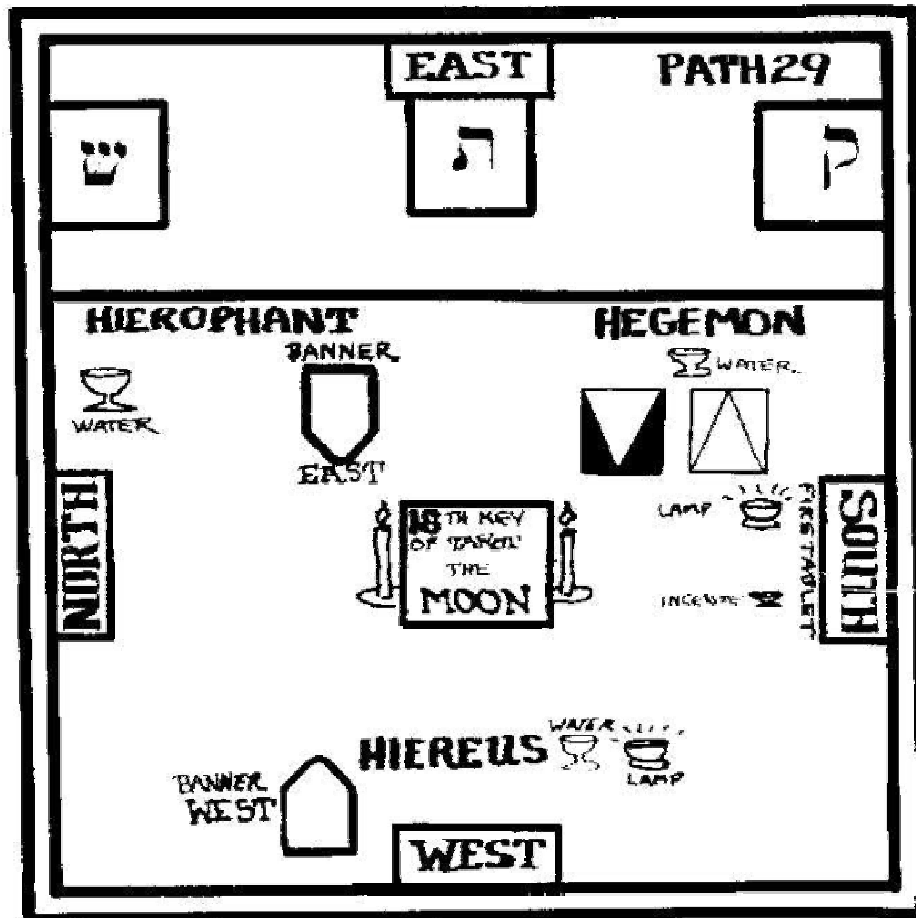 EAST
PATH 29
ש
ת
ק
HIEROPHANT
HEGEMON
BANNER
WATER
WATER
EAST
NORTH
SOUTH
LAMP
FIRE TABLET
18TH KEY
OF TAROT
THE
MOON
INCENSE
HIEREUS
WATER
LAMP
BANNER
WEST
WEST